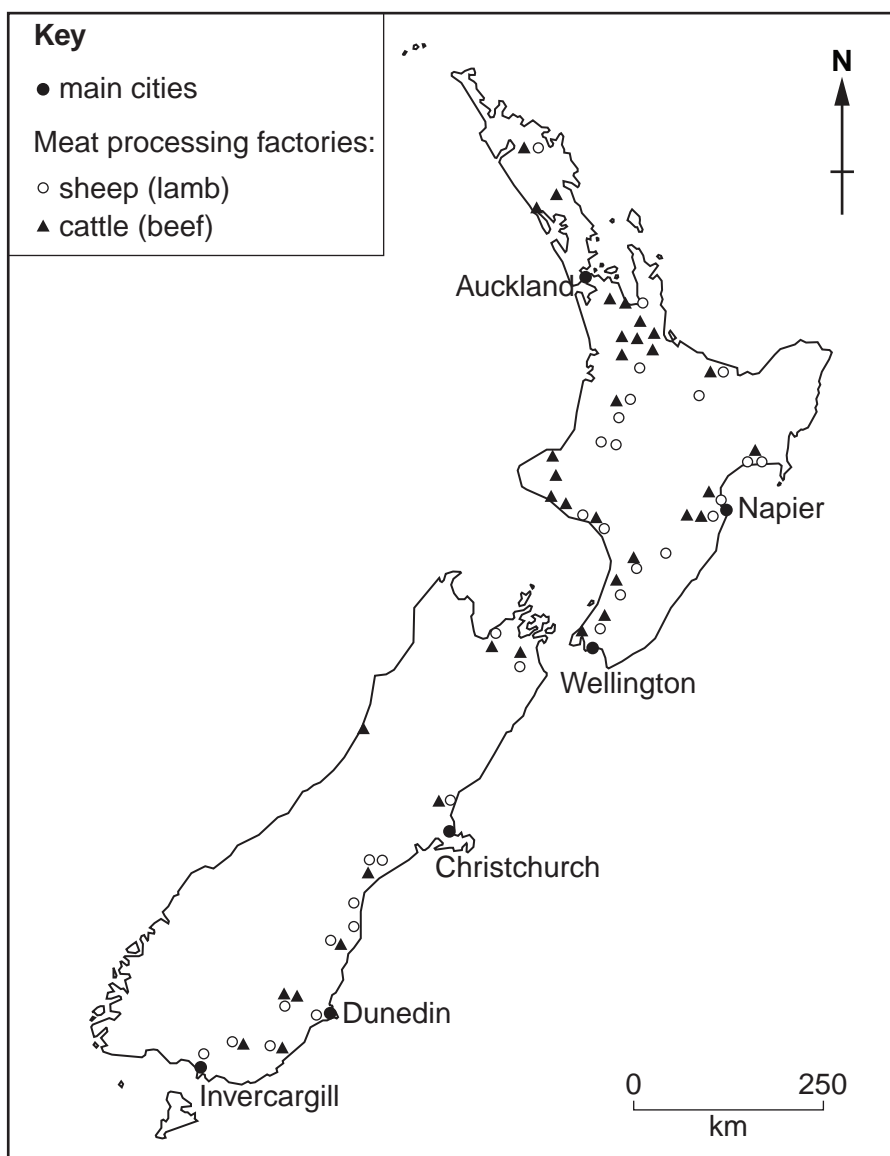 Key
main cities
Meat processing factories:
sheep (lamb)
cattle (beef)
N
Auckland
Napier
Wellington
Christchurch
Dunedin
Invercargill
0 250
km